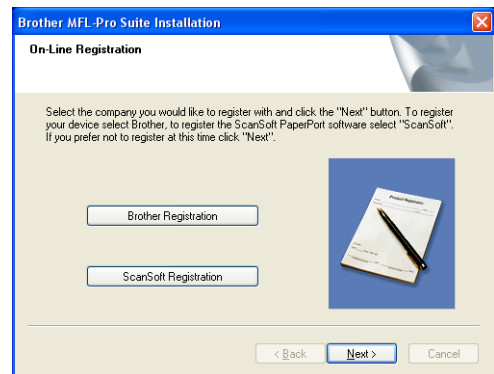 Brother MFL-Pro Suite Installation
On-Line Registration
Select the company you would like to register with and click the "Next" button. To register
your device select Brother, to register the ScanSoft PaperPort software select "ScanSoft".
If you prefer not to register at this time click "Next".
Product Registration
Brother Registration
ScanSoft Registration
< Back
Next >
Cancel